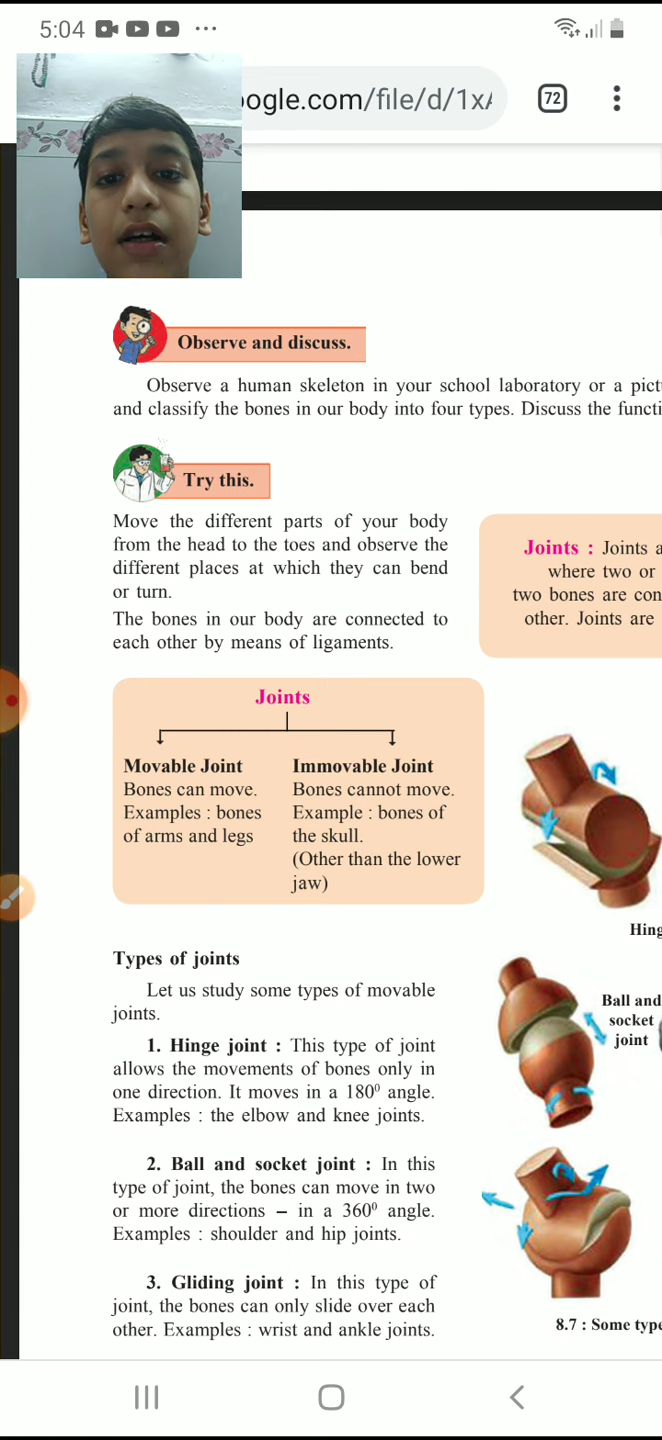 5:04
ogle.com/file/d/1xA
72
Observe and discuss.
Observe a human skeleton in your school laboratory or a pict
and classify the bones in our body into four types. Discuss the functi
Try this.
Move the different parts of your body
from the head to the toes and observe the
different places at which they can bend
or turn.
The bones in our body are connected to
each other by means of ligaments.
Joints : Joints a
where two or
two bones are con
other. Joints are
Joints
Movable Joint
Bones can move.
Examples : bones
of arms and legs
Immovable Joint
Bones cannot move.
Example : bones of
the skull.
(Other than the lower
jaw)
Hing
Types of joints
Let us study some types of movable
joints.
1. Hinge joint : This type of joint
allows the movements of bones only in
one direction. It moves in a 180⁰ angle.
Examples : the elbow and knee joints.
2. Ball and socket joint : In this
type of joint, the bones can move in two
or more directions – in a 360⁰ angle.
Examples : shoulder and hip joints.
3. Gliding joint : In this type of
joint, the bones can only slide over each
other. Examples : wrist and ankle joints.
Ball and
socket
joint
8.7 : Some type